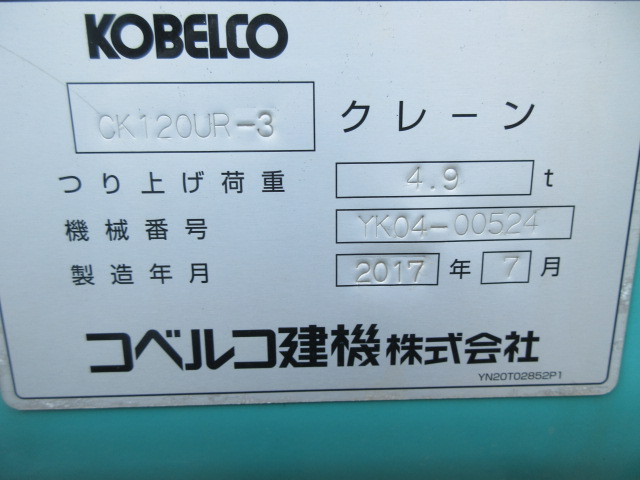 KOBELCO
CK120UR-3 クレーン
つり上げ荷重 4.9 t
機械番号 YK04-00524
製造年月 2017 年 7 月
コベルコ建機株式会社
YN20T02852P1